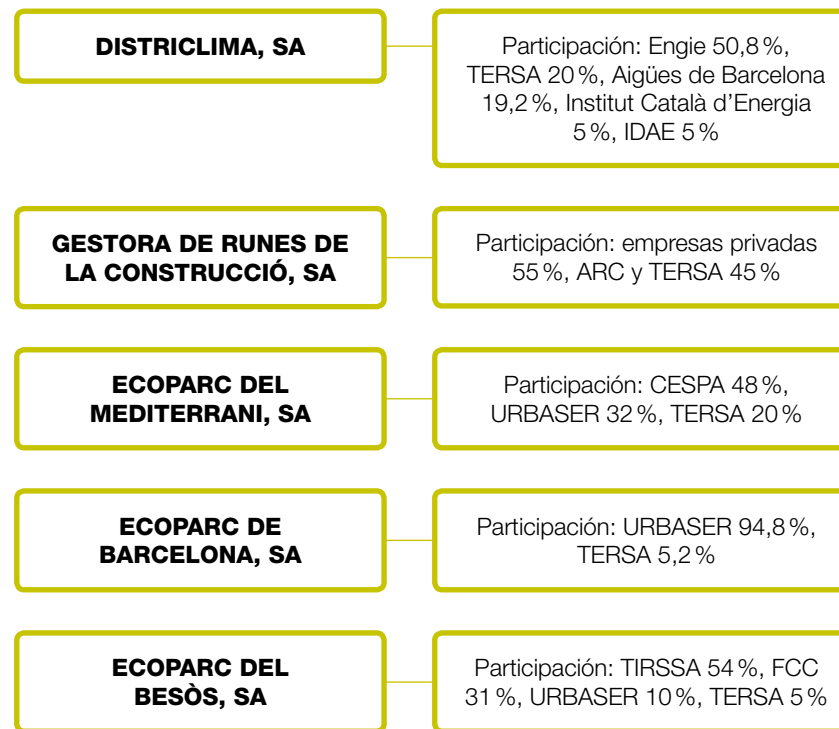 DISTRICLIMA, SA
Participación: Engie 50,8 %,
TERSA 20 %, Aigües de Barcelona
19,2 %, Institut Català d’Energia
5 %, IDAE 5 %
GESTORA DE RUNES DE
LA CONSTRUCCIÓ, SA
Participación: empresas privadas
55 %, ARC y TERSA 45 %
ECOPARC DEL
MEDITERRANI, SA
Participación: CESPA 48 %,
URBASER 32 %, TERSA 20 %
ECOPARC DE
BARCELONA, SA
Participación: URBASER 94,8 %,
TERSA 5,2 %
ECOPARC DEL
BESÒS, SA
Participación: TIRSSA 54 %, FCC
31 %, URBASER 10 %, TERSA 5 %